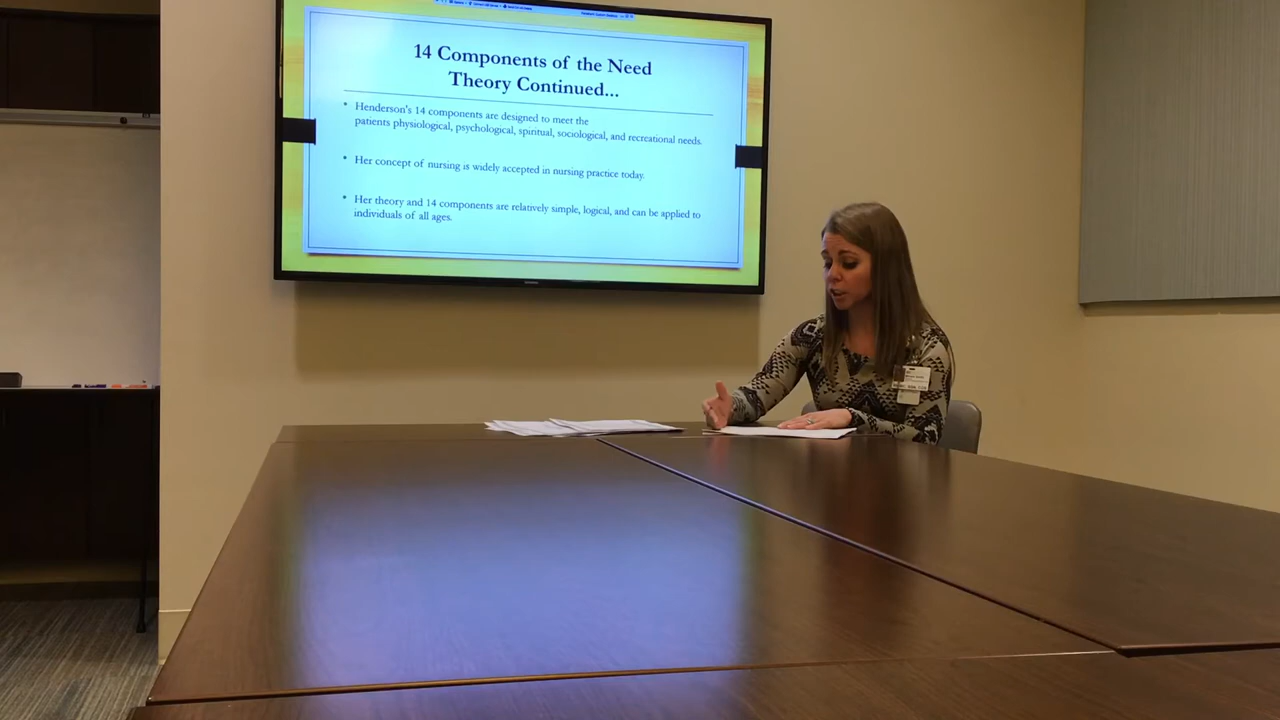 14 Components of the Need
Theory Continued...
• Henderson's 14 components are designed to meet the
patients physiological, psychological, spiritual, sociological, and recreational needs.
• Her concept of nursing is widely accepted in nursing practice today.
• Her theory and 14 components are relatively simple, logical, and can be applied to
individuals of all ages.